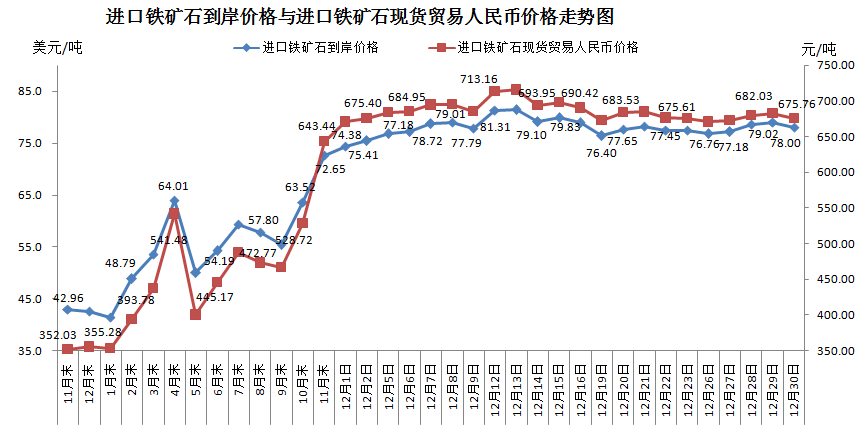 进口铁矿石到岸价格与进口铁矿石现货贸易人民币价格走势图
美元/吨
元/吨
进口铁矿石到岸价格
进口铁矿石现货贸易人民币价格
85.0
75.0
65.0
55.0
45.0
35.0
750.00
700.00
650.00
600.00
550.00
500.00
450.00
400.00
350.00
42.96
48.79
64.01
54.19
57.80
63.52
72.65
74.38
75.41
77.18
78.72
79.01
77.79
81.31
79.10
79.83
76.40
77.65
77.45
76.76
77.18
79.02
78.00
352.03
355.28
393.78
541.48
445.17
472.77
528.72
643.44
675.40
684.95
713.16
693.95
690.42
683.53
675.61
682.03
675.76
11月末
12月末
1月末
2月末
3月末
4月末
5月末
6月末
7月末
8月末
9月末
10月末
11月末
12月1日
12月2日
12月5日
12月6日
12月7日
12月8日
12月9日
12月12日
12月13日
12月14日
12月15日
12月16日
12月19日
12月20日
12月21日
12月22日
12月23日
12月26日
12月27日
12月28日
12月29日
12月30日